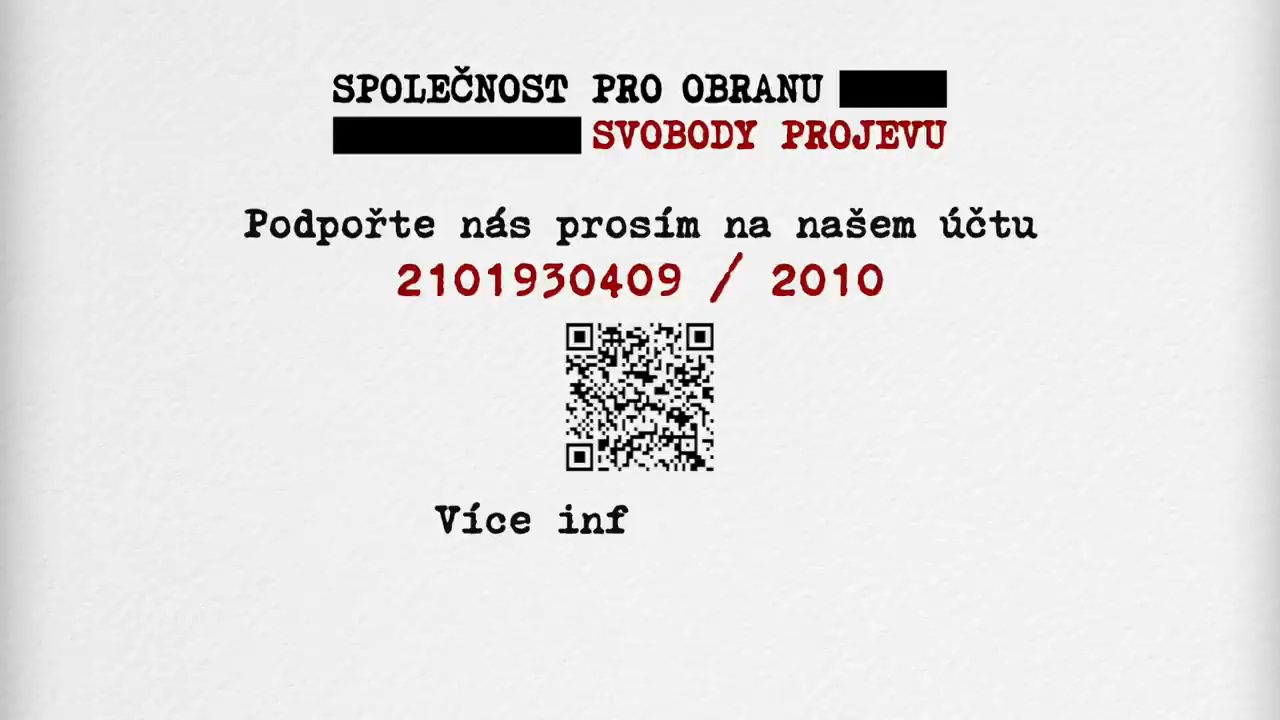 SPOLEČNOST PRO OBRANU
SVOBODY PROJEVU
Podpořte nás prosím na našem účtu
2101930409 / 2010
Více inf